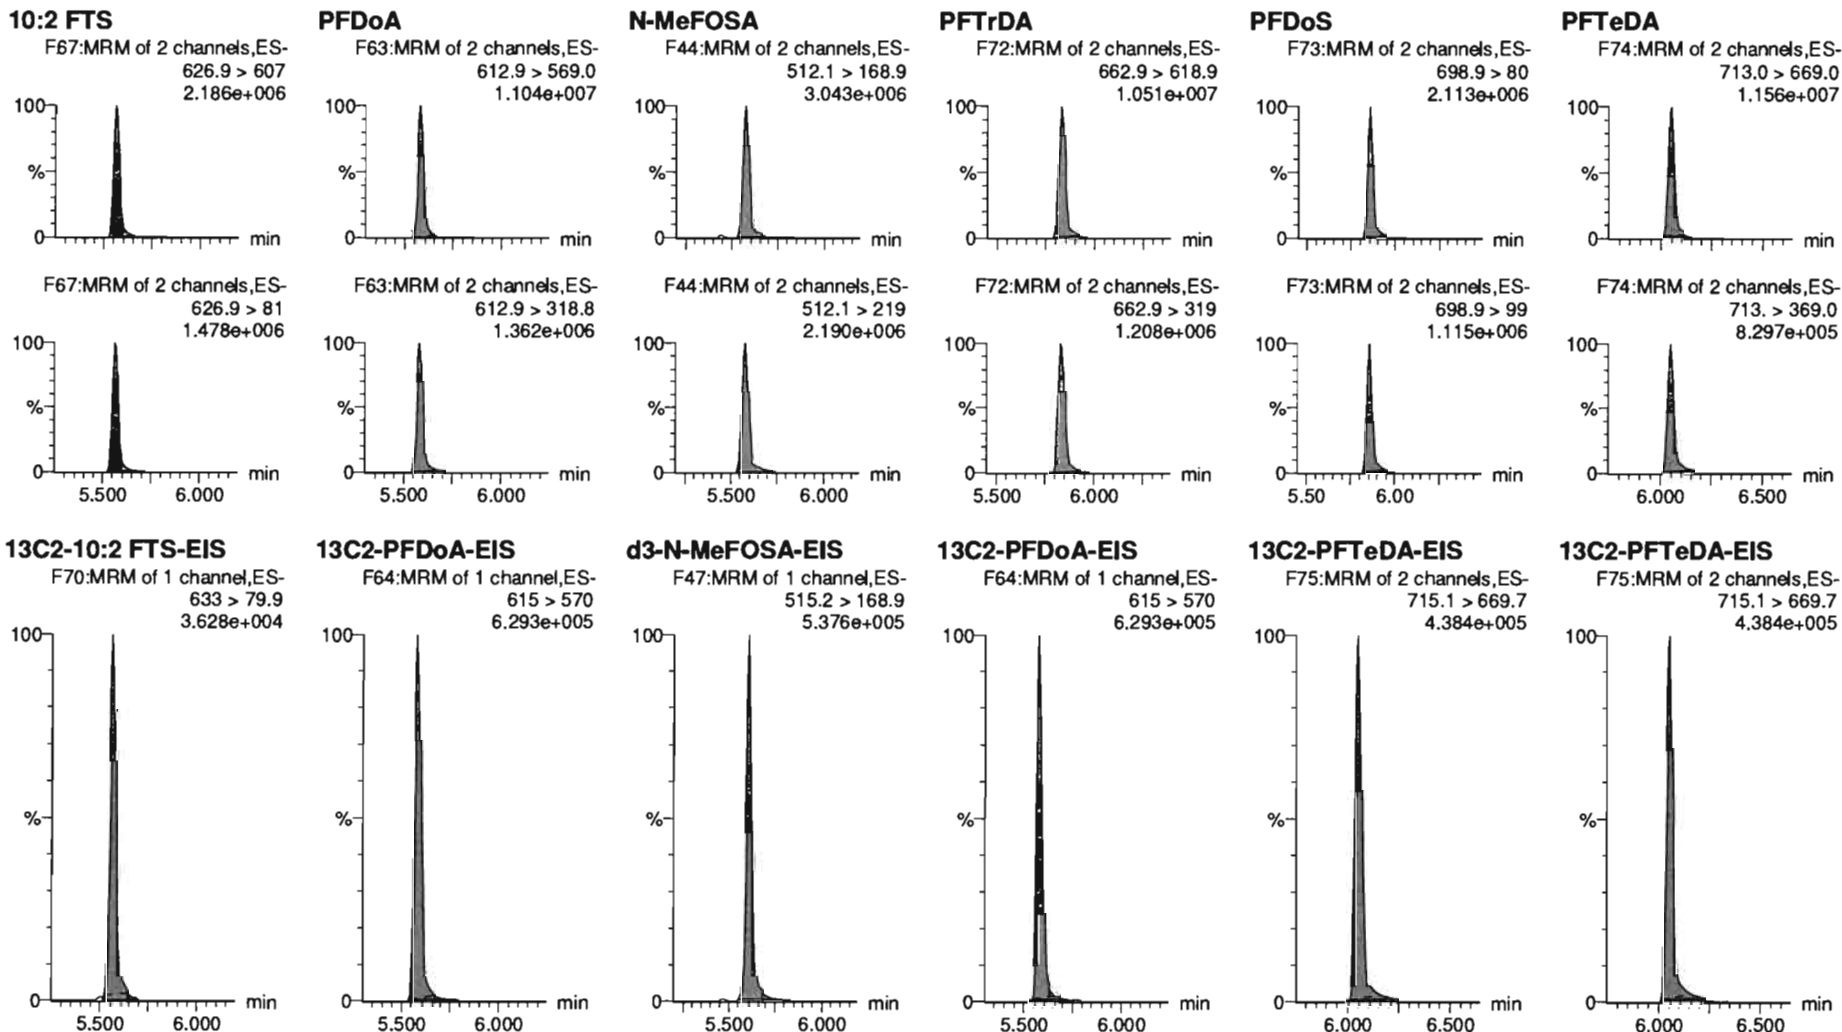 10:2 FTS
F67:MRM of 2 channels,ES-
626.9 > 607
2.186e+006
100
%
0
min
F67:MRM of 2 channels,ES-
626.9 > 81
1.478e+006
100
%
0
min
5.500 6.000
PFDoA
F63:MRM of 2 channels,ES-
612.9 > 569.0
1.104e+007
100
%
0
min
F63:MRM of 2 channels,ES-
612.9 > 318.8
1.362e+006
100
%
0
min
5.500 6.000
N-MeFOSA
F44:MRM of 2 channels,ES-
512.1 > 168.9
3.043e+006
100
%
0
min
F44:MRM of 2 channels,ES-
512.1 > 219
2.190e+006
100
%
0
min
5.500 6.000
PFTrDA
F72:MRM of 2 channels,ES-
662.9 > 618.9
1.051e+007
100
%
0
min
F72:MRM of 2 channels,ES-
662.9 > 319
1.208e+006
100
%
0
min
5.500 6.000
PFDoS
F73:MRM of 2 channels,ES-
698.9 > 80
2.113e+006
100
%
0
min
F73:MRM of 2 channels,ES-
698.9 > 99
1.115e+006
100
%
0
min
5.50 6.00
PFTeDA
F74:MRM of 2 channels,ES-
713.0 > 669.0
1.156e+007
100
%
0
min
F74:MRM of 2 channels,ES-
713. > 369.0
8.297e+005
100
%
0
min
6.000 6.500
13C2-10:2 FTS-EIS
F70:MRM of 1 channel,ES-
633 > 79.9
3.628e+004
100
%
0
min
5.500 6.000
13C2-PFDoA-EIS
F64:MRM of 1 channel,ES-
615 > 570
6.293e+005
100
%
0
min
5.500 6.000
d3-N-MeFOSA-EIS
F47:MRM of 1 channel,ES-
515.2 > 168.9
5.376e+005
100
%
0
min
5.500 6.000
13C2-PFDoA-EIS
F64:MRM of 1 channel,ES-
615 > 570
6.293e+005
100
%
0
min
5.500 6.000
13C2-PFTeDA-EIS
F75:MRM of 2 channels,ES-
715.1 > 669.7
4.384e+005
100
%
0
min
6.000 6.500
13C2-PFTeDA-EIS
F75:MRM of 2 channels,ES-
715.1 > 669.7
4.384e+005
100
%
0
min
6.000 6.500